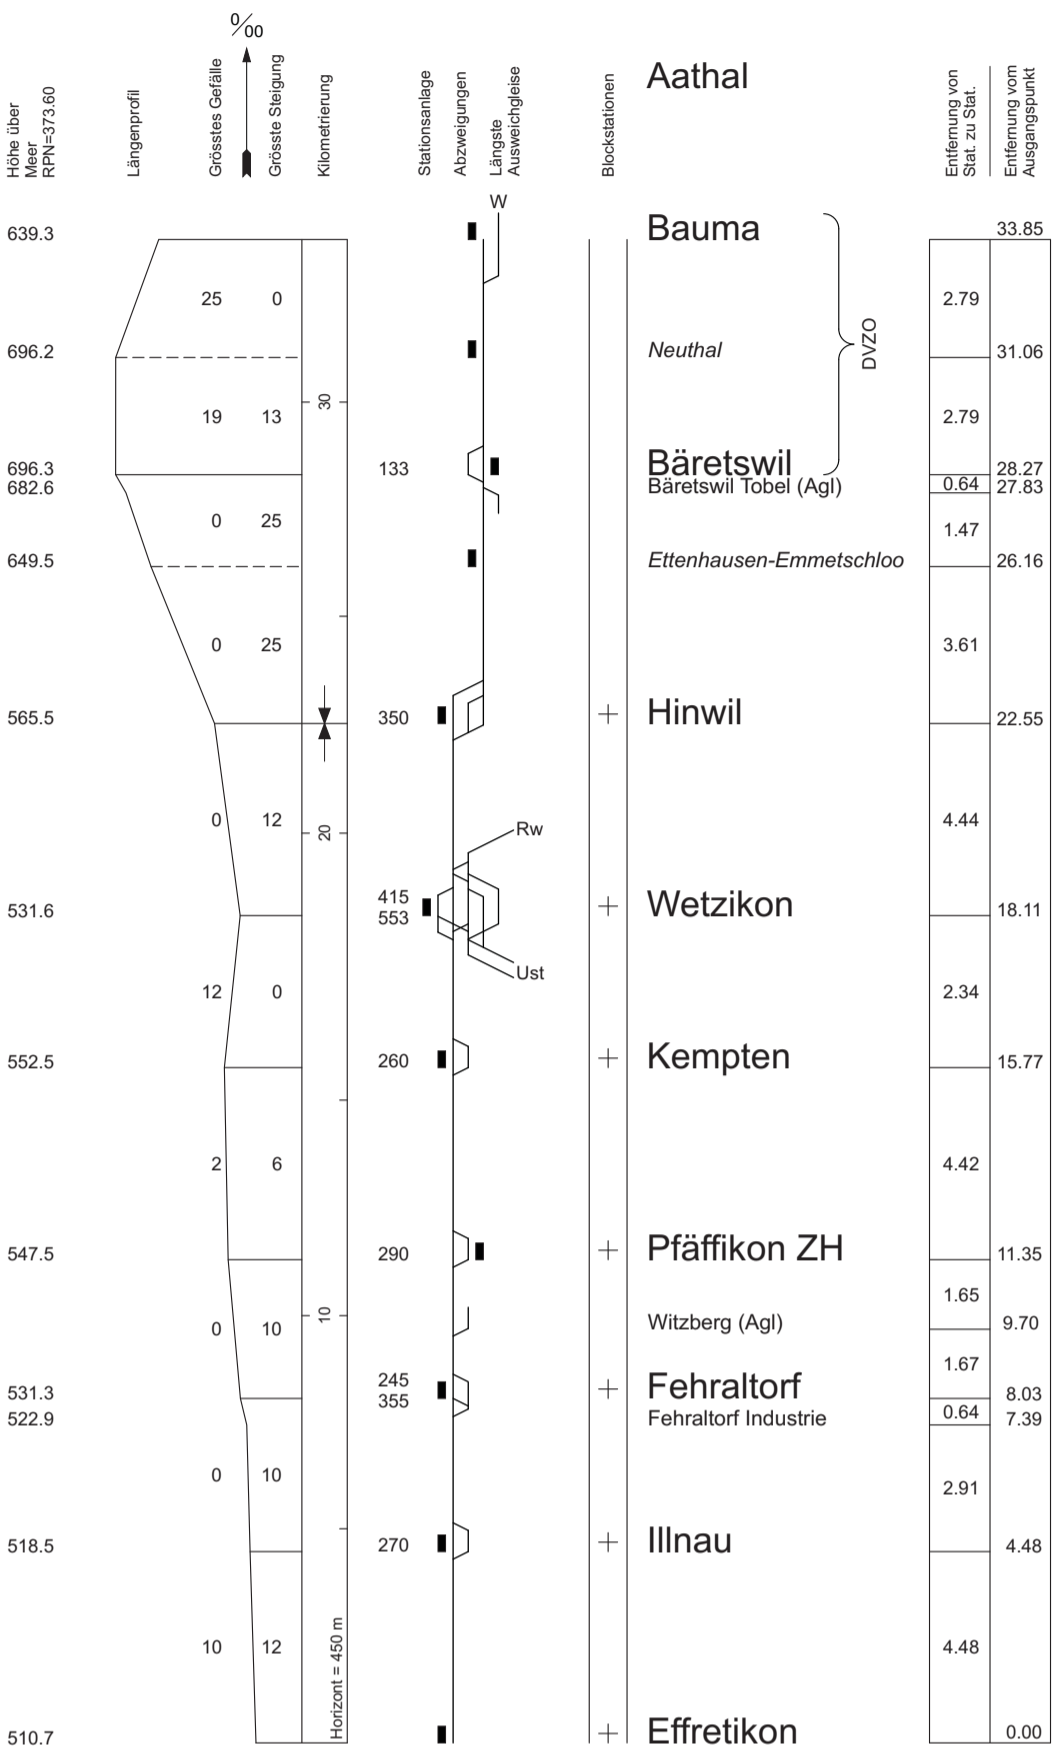 0/00
Höhe über
Meer
RPN=373.60
Längenprofil
Grösstes Gefälle
Grösste Steigung
Kilometrierung
Stationsanlage
Abzweigungen
Längste
Ausweichgleise
Blockstationen
Aathal
Entfernung von
Stat. zu Stat.
Entfernung vom
Ausgangspunkt
W
639.3 Bauma 33.85
25 0 2.79
DVZO
696.2 Neuthal 31.06
19 13 30 2.79
696.3 133 Bäretswil 28.27
682.6 Bäretswil Tobel (Agl) 0.64 27.83
0 25 1.47
649.5 Ettenhausen-Emmetschloo 26.16
0 25 3.61
565.5 350 Hinwil 22.55
0 12 20 4.44
Rw
415
531.6 553 Wetzikon 18.11
Ust
12 0 2.34
552.5 260 Kempten 15.77
2 6 4.42
547.5 290 Pfäffikon ZH 11.35
1.65
0 10 10 Witzberg (Agl) 9.70
1.67
245
531.3 355 Fehraltorf 8.03
522.9 Fehraltorf Industrie 0.64 7.39
0 10 2.91
518.5 270 Illnau 4.48
10 12 4.48
Horizont = 450 m
510.7 Effretikon 0.00